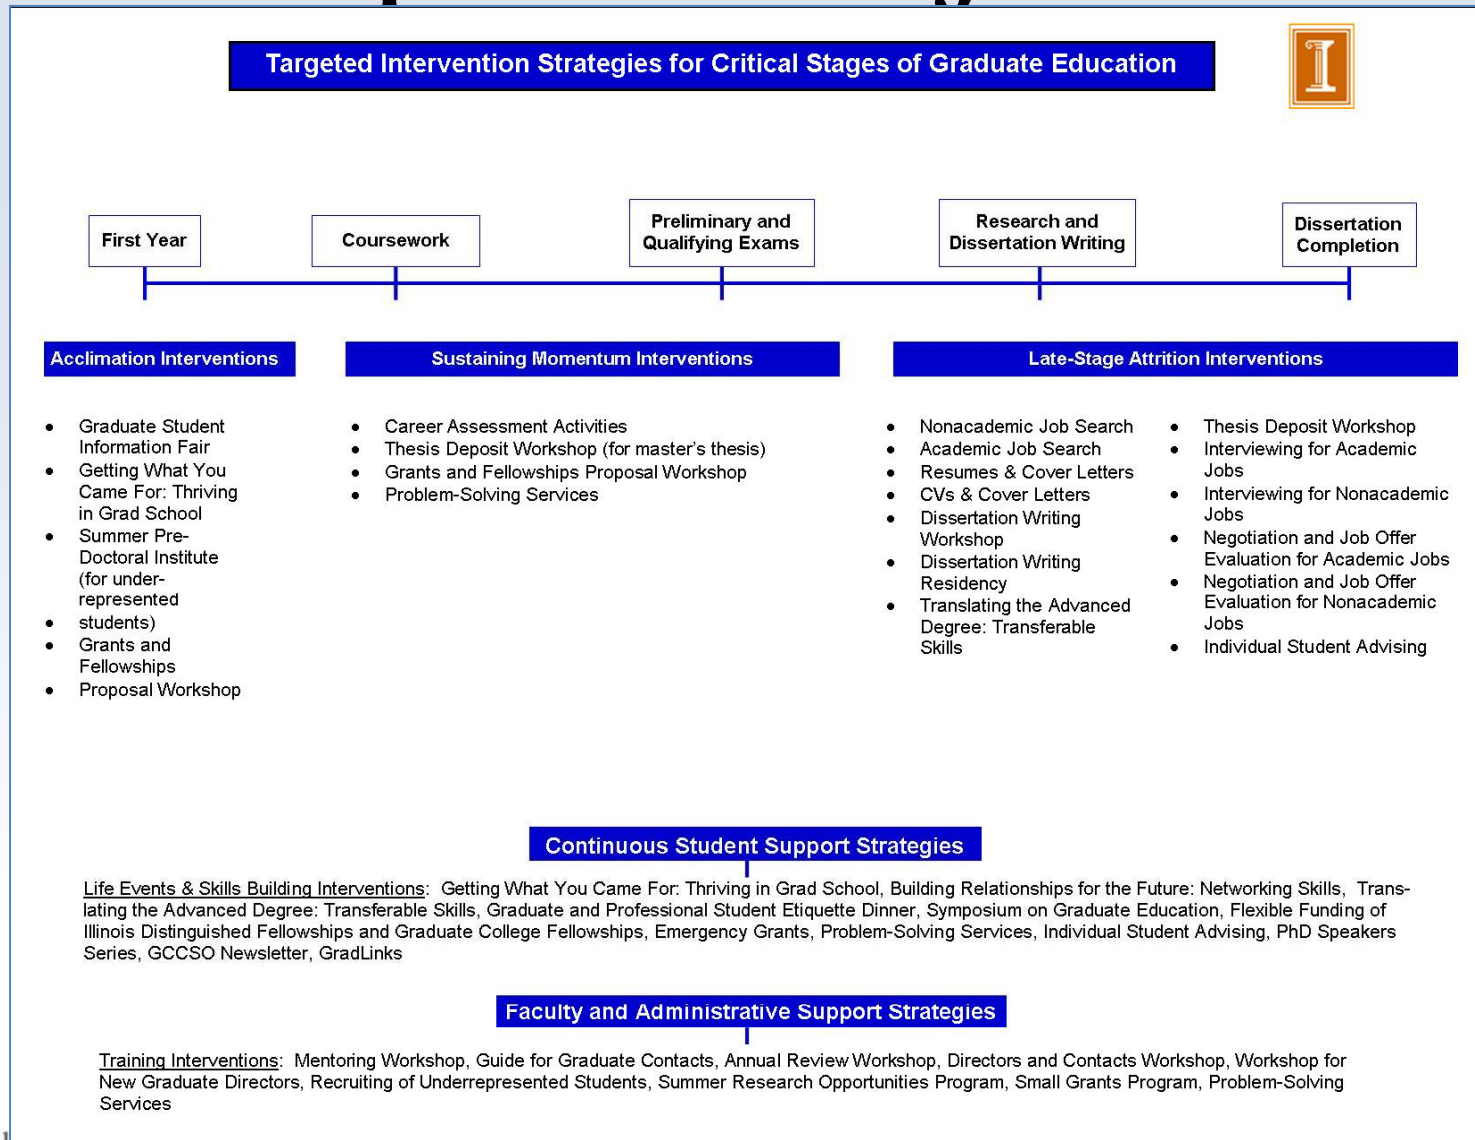 Targeted Intervention Strategies for Critical Stages of Graduate Education
First Year
Coursework
Preliminary and
Qualifying Exams
Research and
Dissertation Writing
Dissertation
Completion
Acclimation Interventions
• Graduate Student
Information Fair
• Getting What You
Came For: Thriving
in Grad School
• Summer Pre-
Doctoral Institute
(for under-
represented
• students)
• Grants and
Fellowships
• Proposal Workshop
Sustaining Momentum Interventions
• Career Assessment Activities
• Thesis Deposit Workshop (for master's thesis)
• Grants and Fellowships Proposal Workshop
• Problem-Solving Services
Late-Stage Attrition Interventions
• Nonacademic Job Search
• Academic Job Search
• Resumes & Cover Letters
• CVs & Cover Letters
• Dissertation Writing
Workshop
• Dissertation Writing
Residency
• Translating the Advanced
Degree: Transferable
Skills
• Thesis Deposit Workshop
• Interviewing for Academic
Jobs
• Interviewing for Nonacademic
Jobs
• Negotiation and Job Offer
Evaluation for Academic Jobs
• Negotiation and Job Offer
Evaluation for Nonacademic
Jobs
• Individual Student Advising
Continuous Student Support Strategies
Life Events & Skills Building Interventions: Getting What You Came For: Thriving in Grad School, Building Relationships for the Future: Networking Skills, Trans-
lating the Advanced Degree: Transferable Skills, Graduate and Professional Student Etiquette Dinner, Symposium on Graduate Education, Flexible Funding of
Illinois Distinguished Fellowships and Graduate College Fellowships, Emergency Grants, Problem-Solving Services, Individual Student Advising, PhD Speakers
Series, GCCSO Newsletter, GradLinks
Faculty and Administrative Support Strategies
Training Interventions: Mentoring Workshop, Guide for Graduate Contacts, Annual Review Workshop, Directors and Contacts Workshop, Workshop for
New Graduate Directors, Recruiting of Underrepresented Students, Summer Research Opportunities Program, Small Grants Program, Problem-Solving
Services